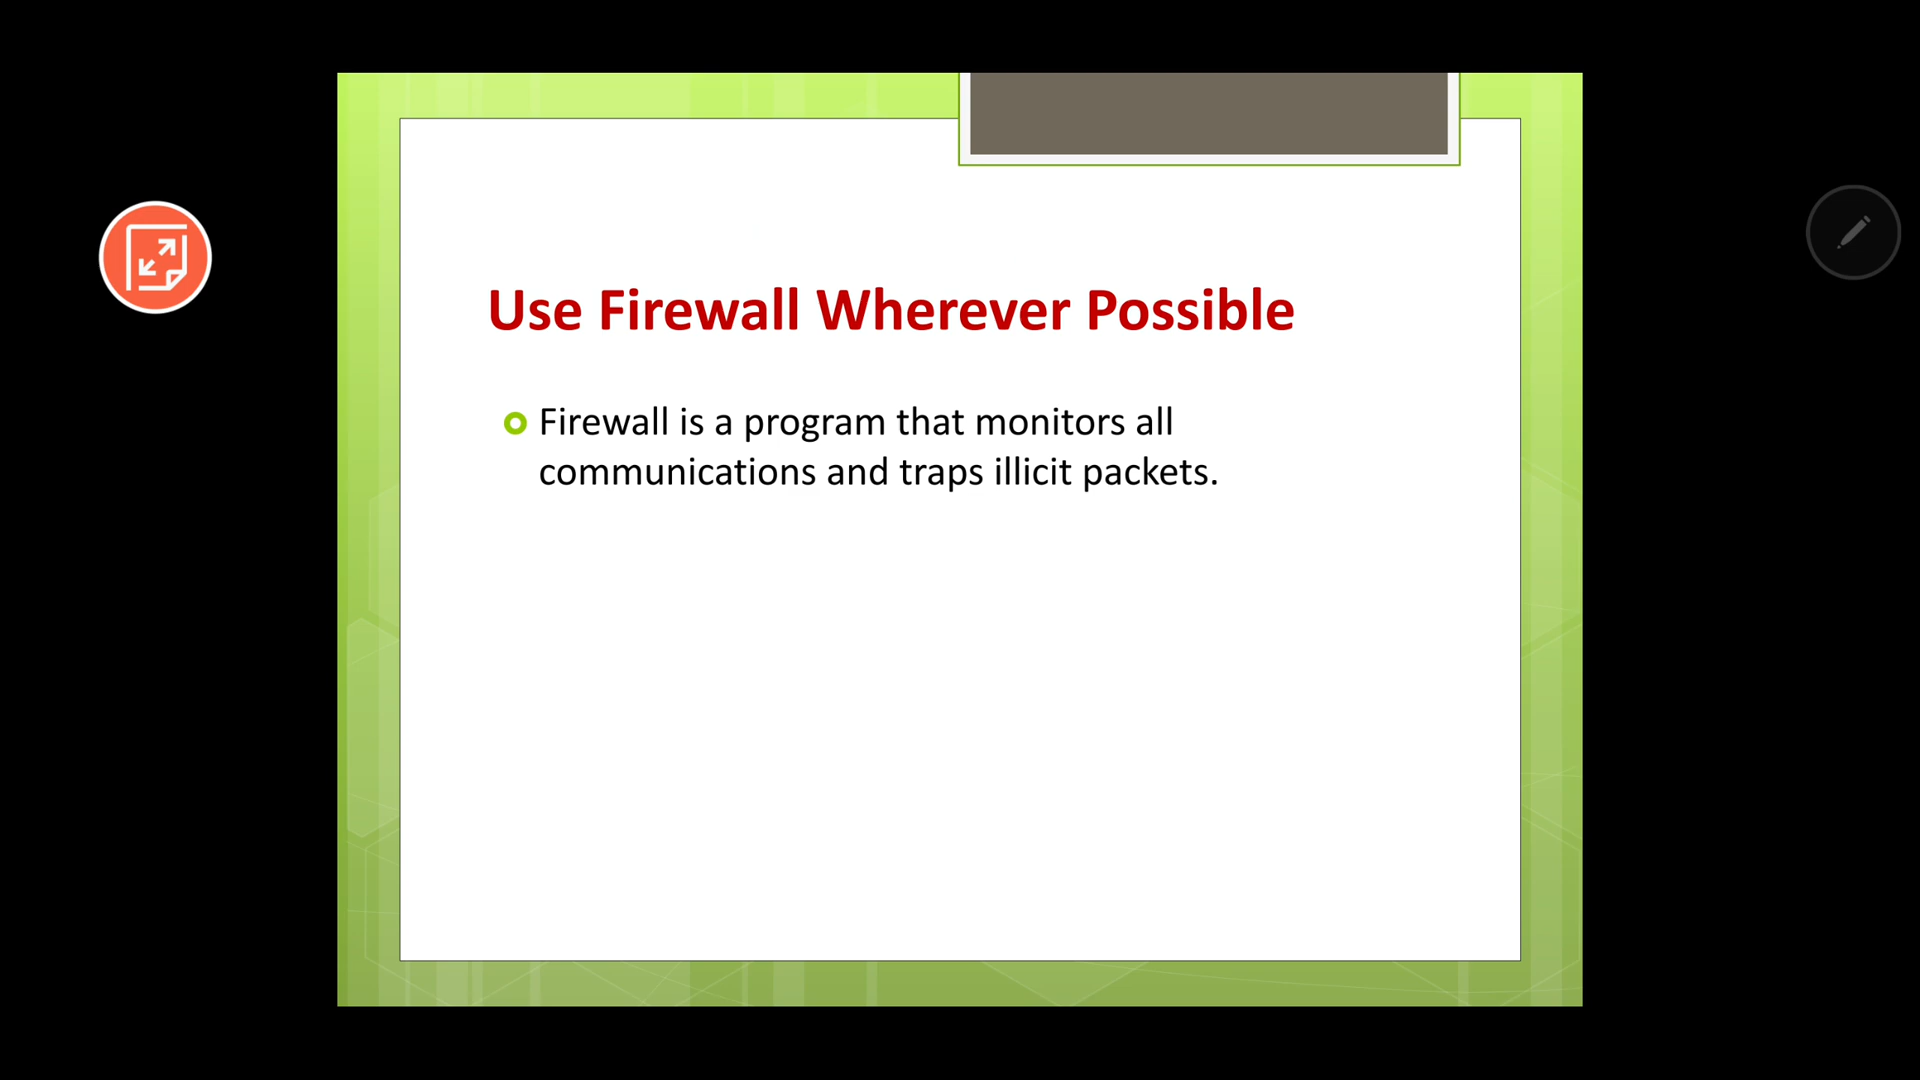 Use Firewall Wherever Possible
Firewall is a program that monitors all
communications and traps illicit packets.